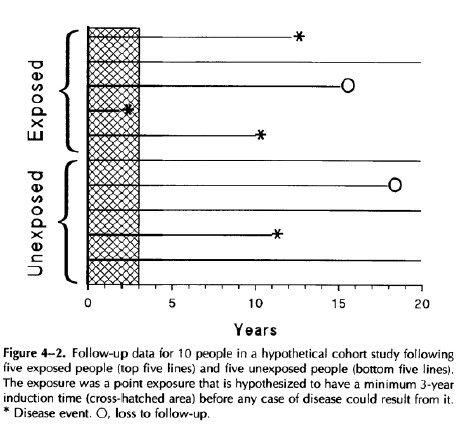 Exposed
Unexposed
0 5 10 15 20
Years
Figure 4–2. Follow-up data for 10 people in a hypothetical cohort study following
five exposed people (top five lines) and five unexposed people (bottom five lines).
The exposure was a point exposure that is hypothesized to have a minimum 3-year
induction time (cross-hatched area) before any case of disease could result from it.
* Disease event. O, loss to follow-up.